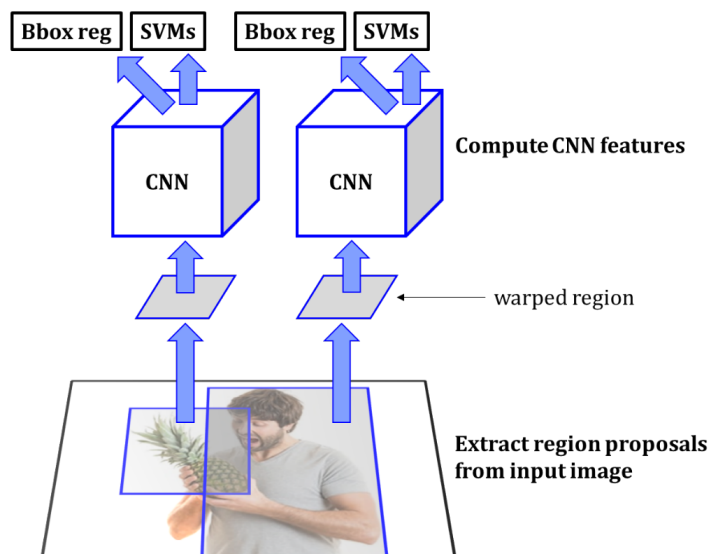 Bbox reg SVMs Bbox reg SVMs
CNN CNN
Compute CNN features
warped region
Extract region proposals
from input image